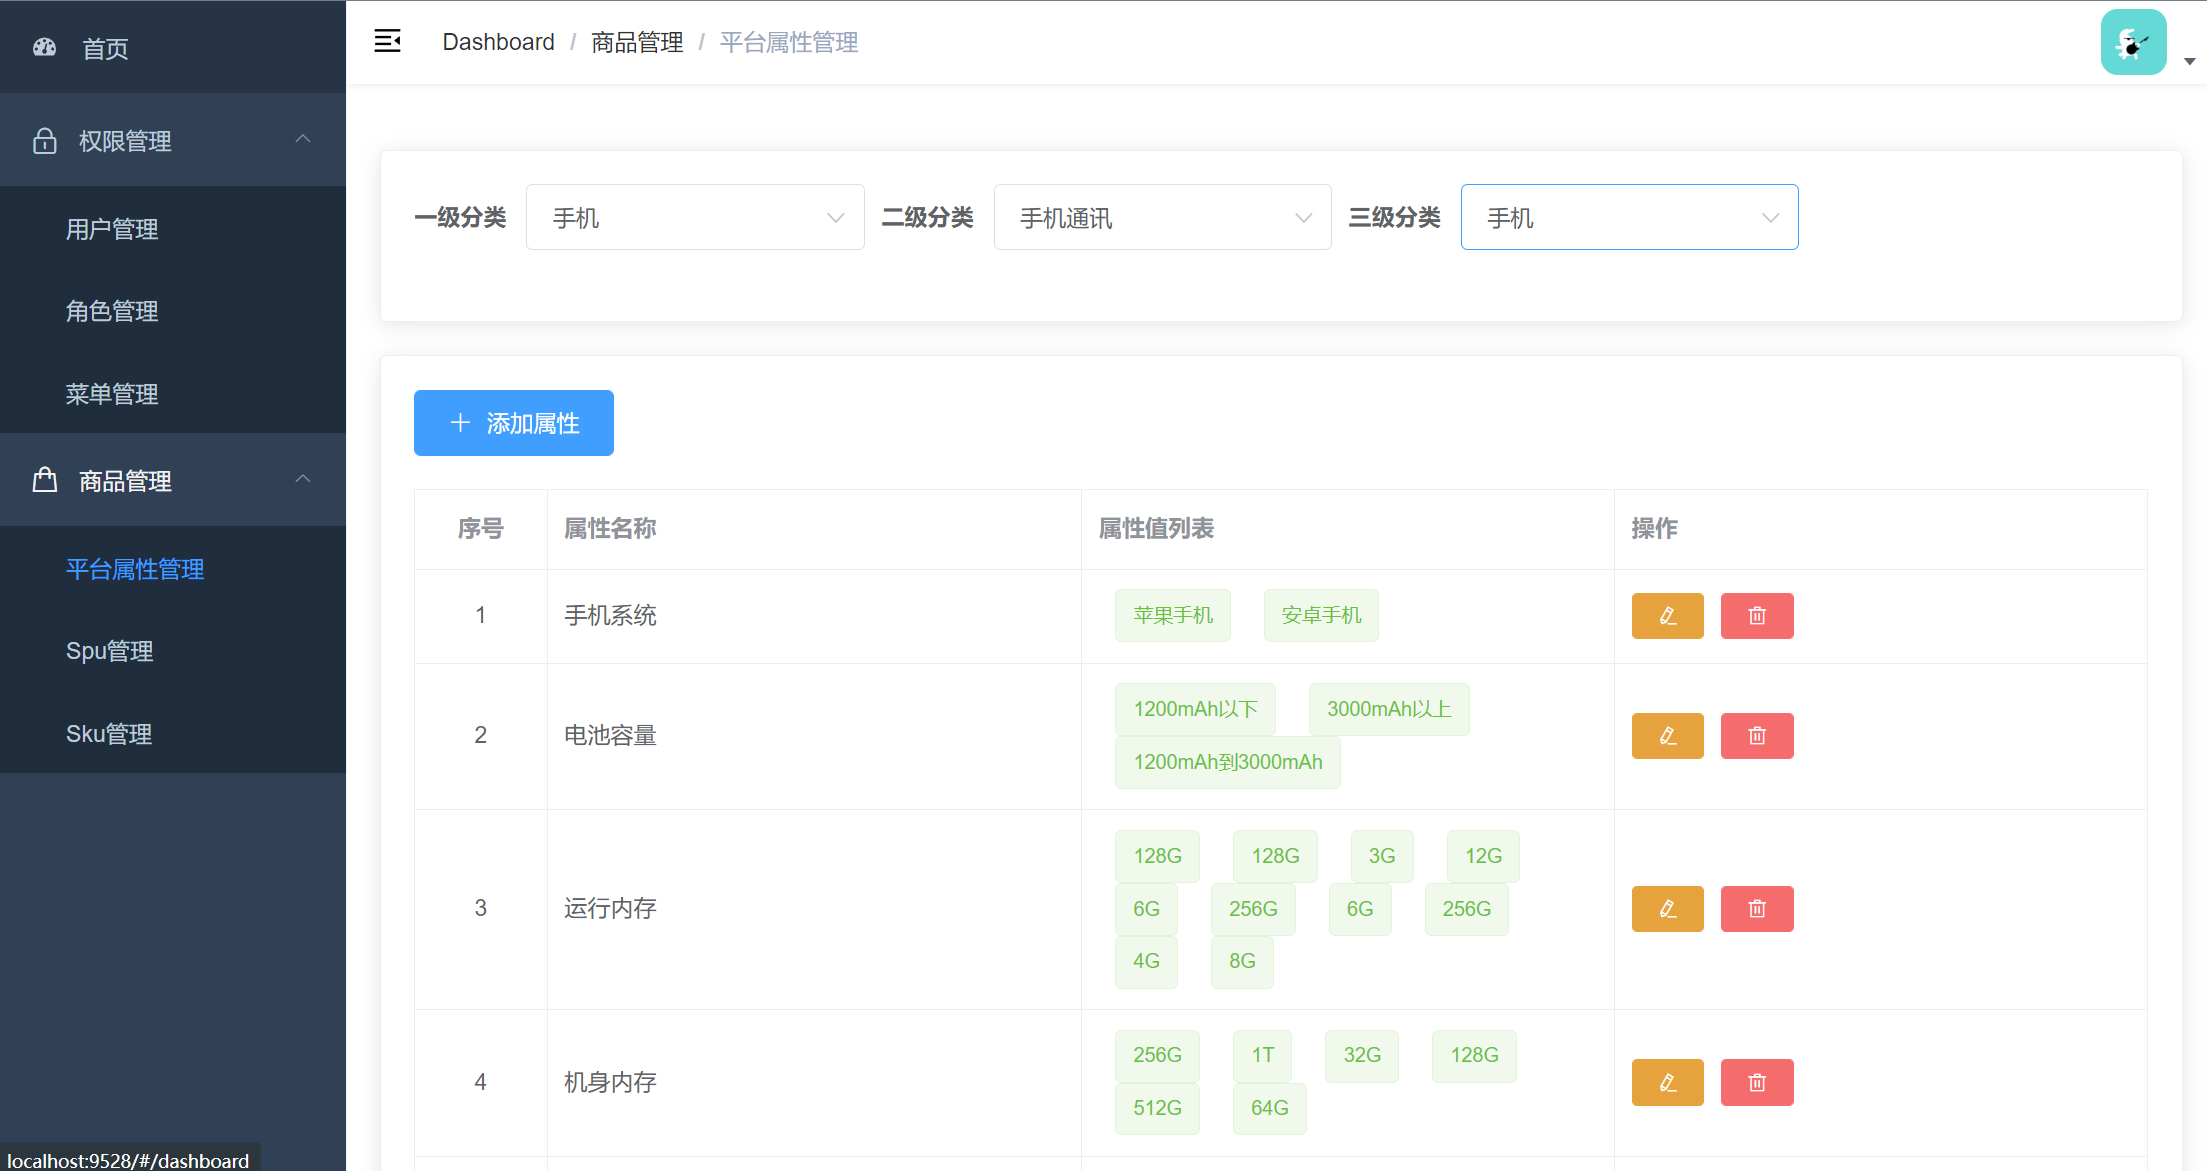 首页
权限管理
用户管理
角色管理
菜单管理
商品管理
平台属性管理
Spu管理
Sku管理
localhost:9528/#/dashboard
Dashboard / 商品管理 / 平台属性管理
一级分类 手机 二级分类 手机通讯 三级分类 手机
添加属性
序号 属性名称 属性值列表 操作
1 手机系统 苹果手机 安卓手机
2 电池容量 1200mAh以下 3000mAh以上
1200mAh到3000mAh
3 运行内存 128G 128G 3G 12G
6G 256G 6G 256G
4G 8G
4 机身内存 256G 1T 32G 128G
512G 64G